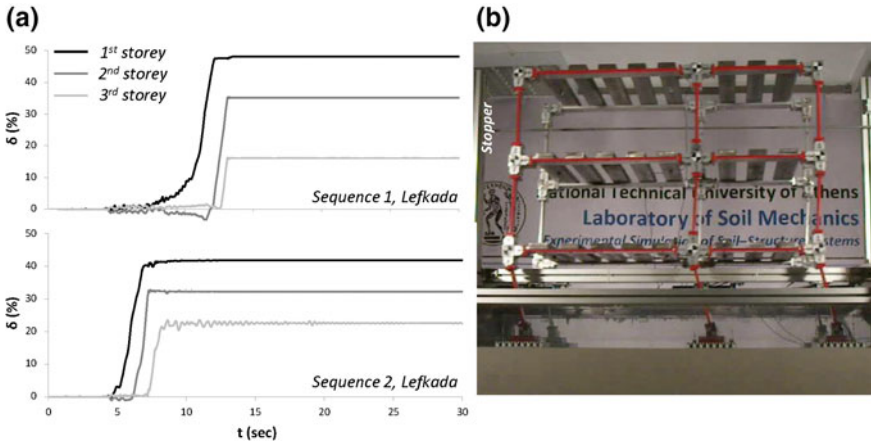 (a)
50
40
30
20
10
0
δ (%)
1st storey
2nd storey
3rd storey
Sequence 1, Lefkada
50
40
30
20
10
0
δ (%)
Sequence 2, Lefkada
0 5 10 15 20 25 30
t (sec)
(b)
Stopper
ational Technical University of Athens
Laboratory of Soil Mechanics
Experimental Simulation of Soil–Structure Systems